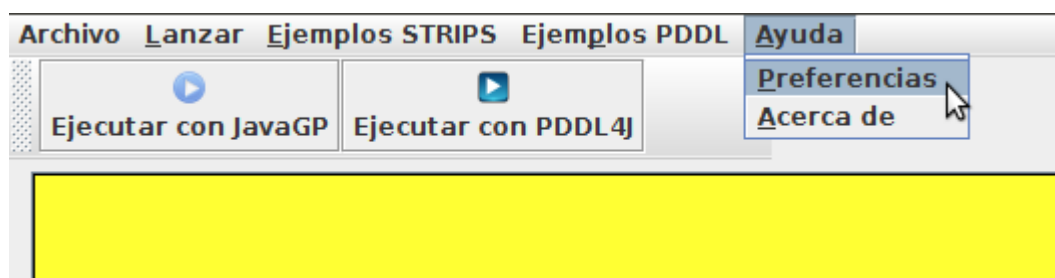 Archivo Lanzar Ejemplos STRIPS Ejemplos PDDL Ayuda
Preferencias
Acerca de
Ejecutar con JavaGP Ejecutar con PDDL4J